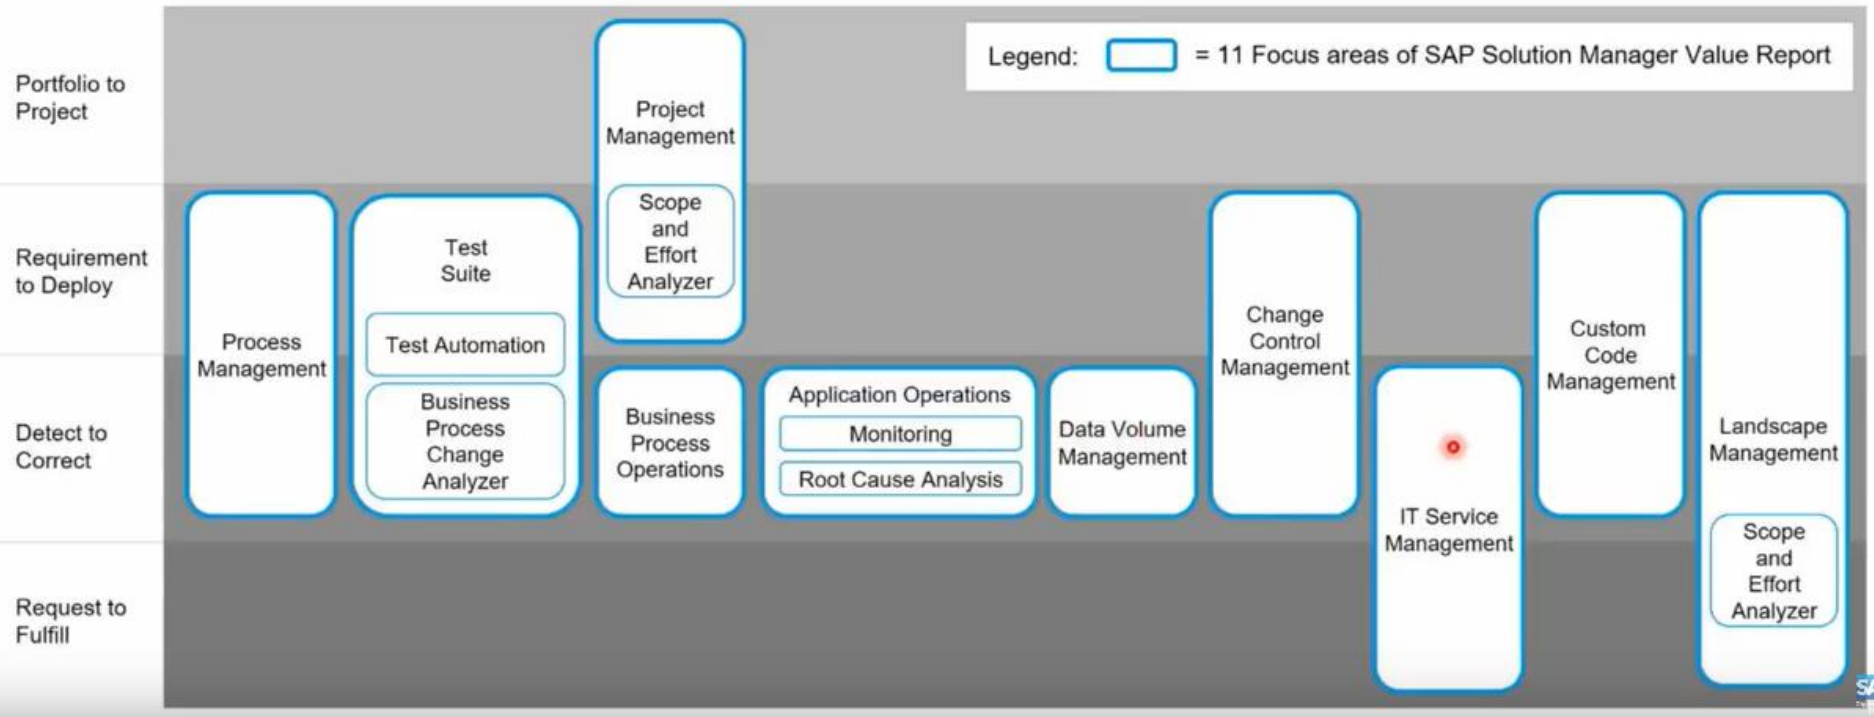 Legend:
= 11 Focus areas of SAP Solution Manager Value Report
Portfolio to
Project
Project
Management
Scope
and
Effort
Analyzer
Requirement
to Deploy
Process
Management
Test
Suite
Test Automation
Business
Process
Change
Analyzer
Change
Control
Management
Custom
Code
Management
Detect to
Correct
Business
Process
Operations
Application Operations
Monitoring
Root Cause Analysis
Data Volume
Management
IT Service
Management
Landscape
Management
Scope
and
Effort
Analyzer
Request to
Fulfill